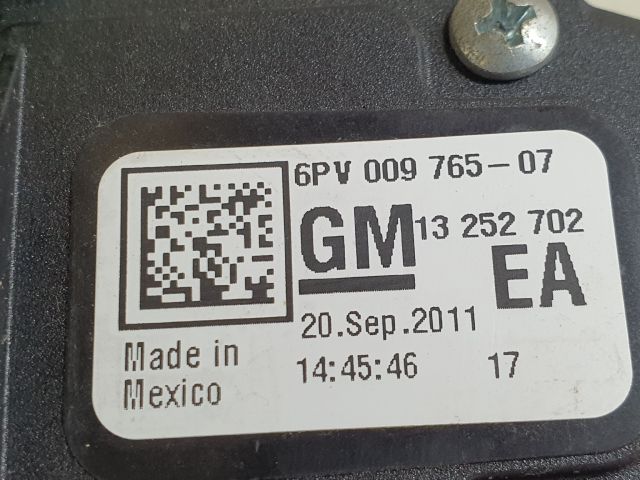 6PV 009 765-07
GM 13 252 702
EA
20.Sep.2011
Made in
Mexico
14:45:46 17